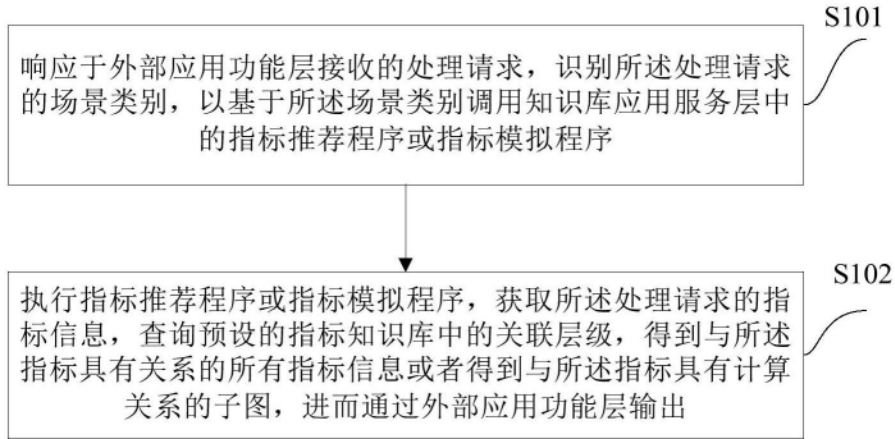 S101
响应于外部应用功能层接收的处理请求，识别所述处理请求
的场景类别，以基于所述场景类别调用知识库应用服务层中
的指标推荐程序或指标模拟程序
S102
执行指标推荐程序或指标模拟程序，获取所述处理请求的指
标信息，查询预设的指标知识库中的关联层级，得到与所述
指标具有关系的所有指标信息或者得到与所述指标具有计算
关系的子图，进而通过外部应用功能层输出